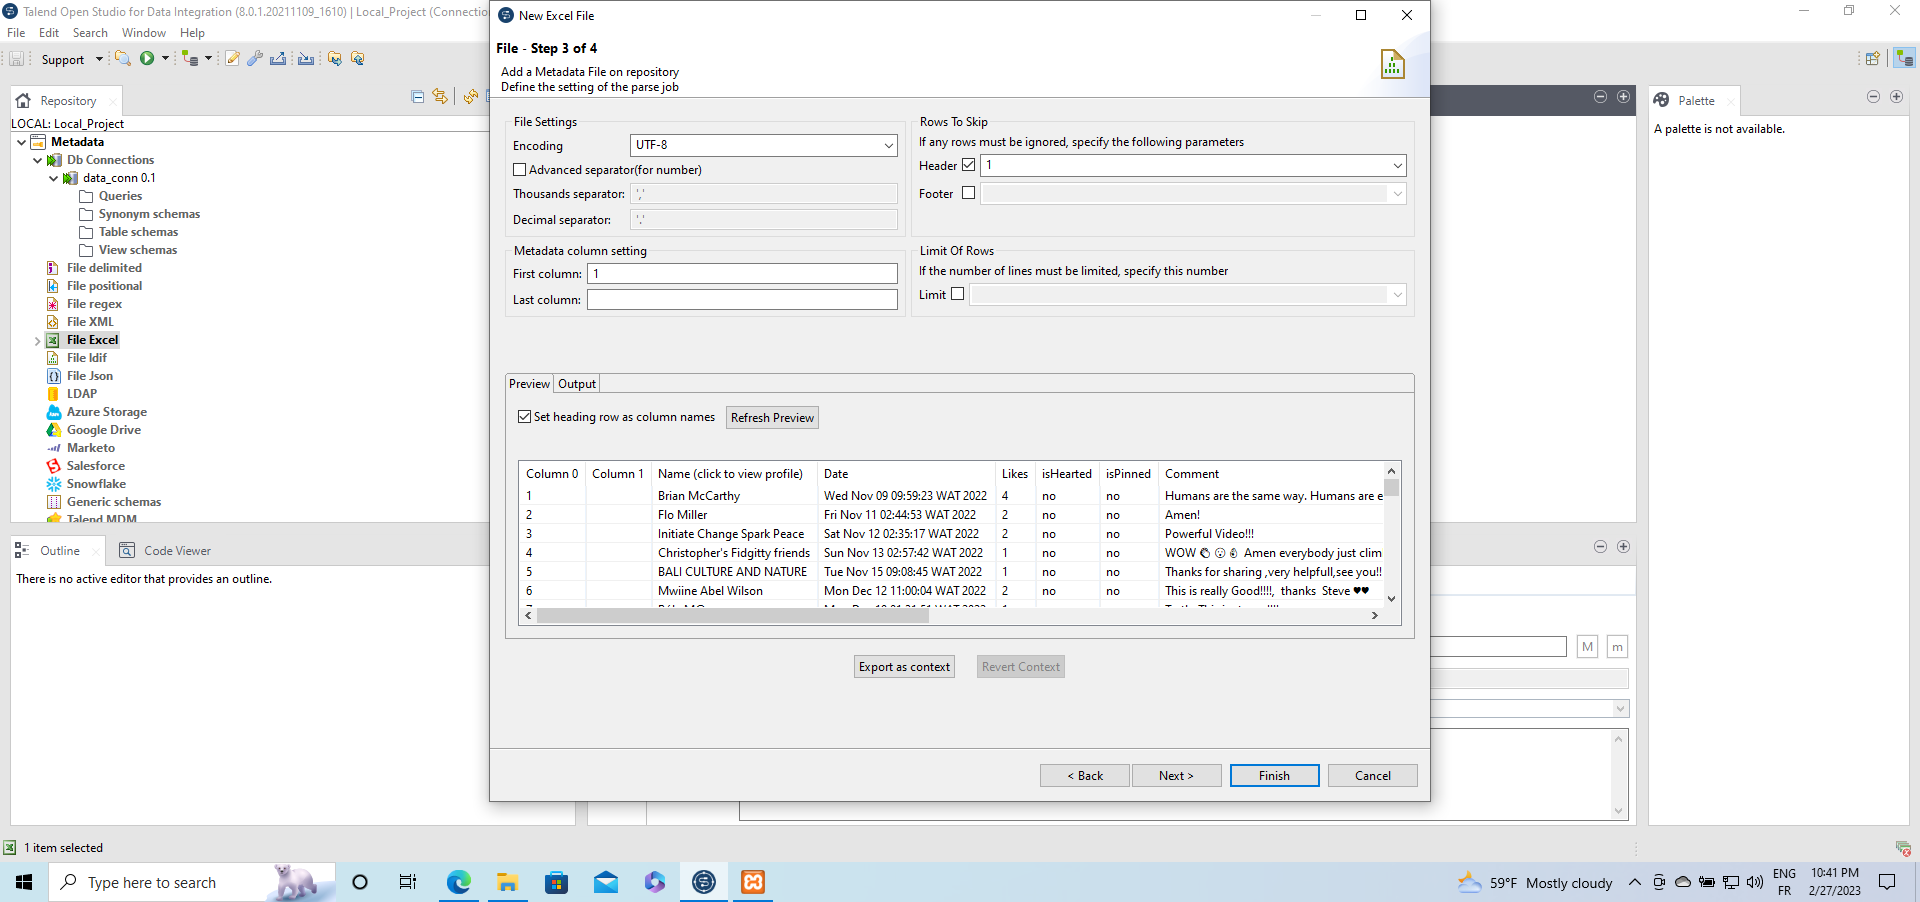 Talend Open Studio for Data Integration (8.0.1.20211109_1610) | Local_Project (Connection
File Edit Search Window Help
Support
Repository
LOCAL: Local_Project
Metadata
Db Connections
data_conn 0.1
Queries
Synonym schemas
Table schemas
View schemas
File delimited
File positional
File regex
File XML
File Excel
File ldif
File Json
LDAP
Azure Storage
Google Drive
Marketo
Salesforce
Snowflake
Generic schemas
Talend MDM
Outline
Code Viewer
There is no active editor that provides an outline.
New Excel File
File - Step 3 of 4
Add a Metadata File on repository
Define the setting of the parse job
File Settings
Encoding UTF-8
Advanced separator(for number)
Thousands separator: ','
Decimal separator: '.'
Rows To Skip
If any rows must be ignored, specify the following parameters
Header 1
Footer
Metadada column setting
First column: 1
Last column:
Limit Of Rows
If the number of lines must be limited, specify this number
Limit
Preview Output
Set heading row as column names Refresh Preview
Column 0 Column 1 Name (click to view profile) Date Likes isHearted isPinned Comment
1 Brian McCarthy Wed Nov 09 09:59:23 WAT 2022 4 no no Humans are the same way. Humans are e
2 Flo Miller Fri Nov 11 02:44:53 WAT 2022 2 no no Amen!
3 Initiate Change Spark Peace Sat Nov 12 02:35:17 WAT 2022 2 no no Powerful Video!!!
4 Christopher's Fidgitty friends Sun Nov 13 02:57:42 WAT 2022 1 no no WOW Amen everybody just clim
5 BALI CULTURE AND NATURE Tue Nov 15 09:08:45 WAT 2022 1 no no Thanks for sharing ,very helpfull,see you!!
6 Mwiine Abel Wilson Mon Dec 12 11:00:04 WAT 2022 2 no no This is really Good!!!!, thanks Steve ♥♥
Export as context Revert Context
< Back Next > Finish Cancel
Palette
A palette is not available.
M m
1 item selected
Type here to search
59°F Mostly cloudy
ENG
FR
10:41 PM
2/27/2023